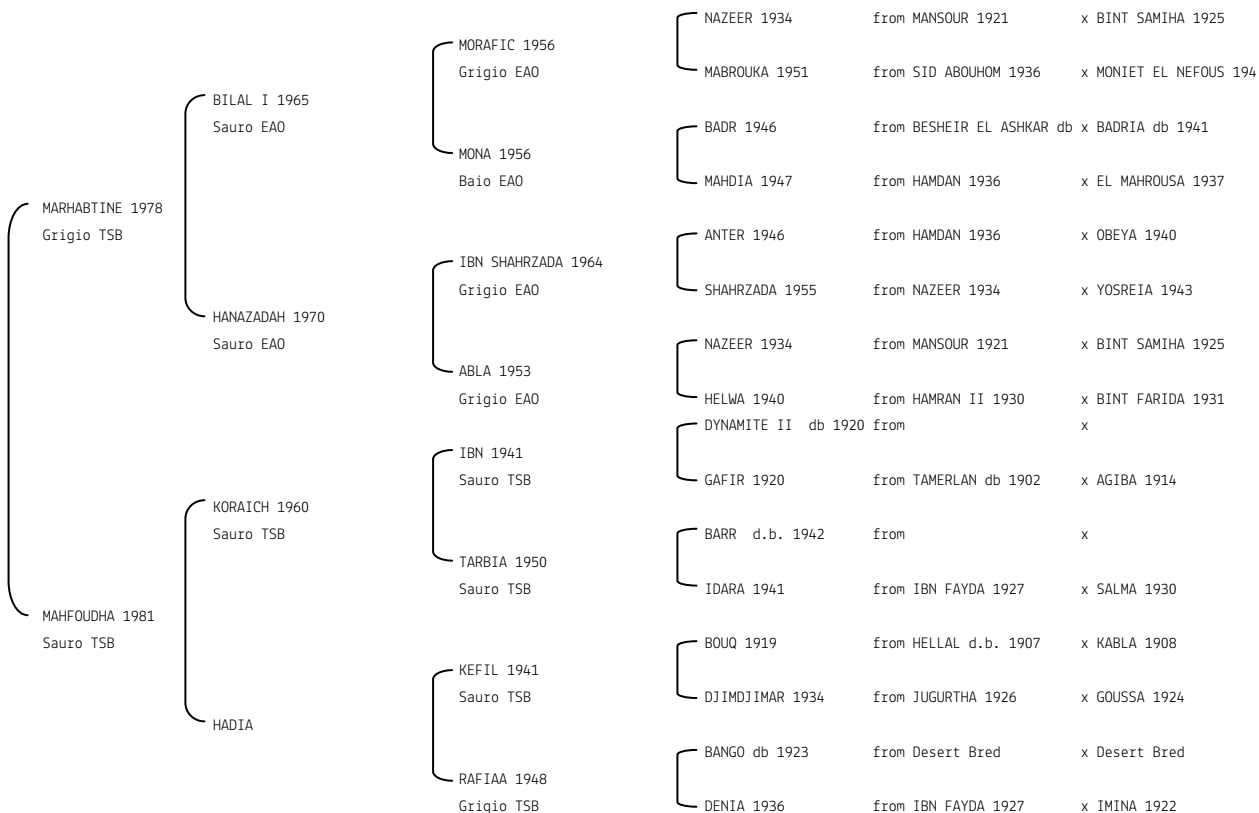 NAZEER 1934 from MANSOUR 1921 x BINT SAMIHA 1925
MORAFIC 1956
Grigio EAO
MABROUKA 1951 from SID ABOUHOM 1936 x MONIET EL NEFOUS 194
BILAL I 1965
Sauro EAO
BADR 1946 from BESHEIR EL ASHKAR db x BADRIA db 1941
MONA 1956
Baio EAO
MAHDIA 1947 from HAMDAN 1936 x EL MAHROUSA 1937
MARHABTINE 1978
Grigio TSB
ANTER 1946 from HAMDAN 1936 x OBEYA 1940
IBN SHAHRZADA 1964
Grigio EAO
SHAHRZADA 1955 from NAZEER 1934 x YOSREIA 1943
HANAZADAH 1970
Sauro EAO
NAZEER 1934 from MANSOUR 1921 x BINT SAMIHA 1925
ABLA 1953
Grigio EAO
HELWA 1940 from HAMRAN II 1930 x BINT FARIDA 1931
DYNAMITE II db 1920 from x
IBN 1941
Sauro TSB
GAFIR 1920 from TAMERLAN db 1902 x AGIBA 1914
KORAICH 1960
Sauro TSB
BARR d.b. 1942 from x
TARBIA 1950
Sauro TSB
IDARA 1941 from IBN FAYDA 1927 x SALMA 1930
MAHFOUDHA 1981
Sauro TSB
BOUQ 1919 from HELLAL d.b. 1907 x KABLA 1908
KEFIL 1941
Sauro TSB
DJIMDJIMAR 1934 from JUGURTHA 1926 x GOUSSA 1924
HADIA
BANGO db 1923 from Desert Bred x Desert Bred
RAFIAA 1948
Grigio TSB
DENIA 1936 from IBN FAYDA 1927 x IMINA 1922